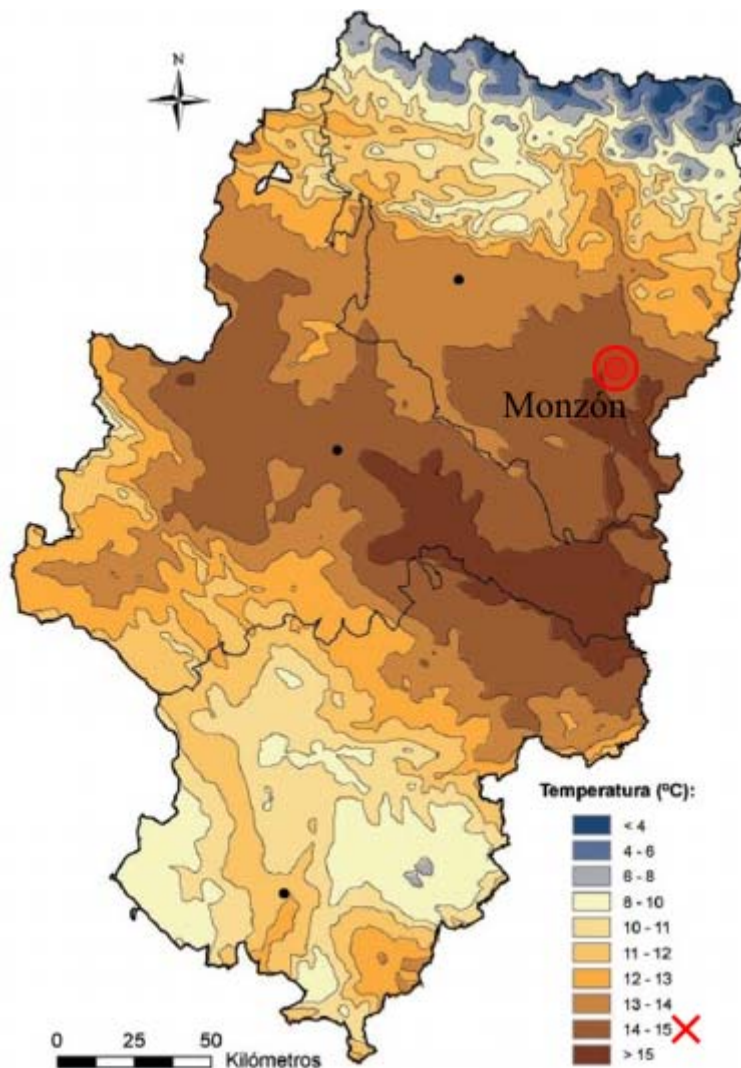 N
Monzón
Temperatura (ºC):
< 4
4 - 6
6 - 8
8 - 10
10 - 11
11 - 12
12 - 13
13 - 14
14 - 15
> 15
0 25 50
Kilómetros